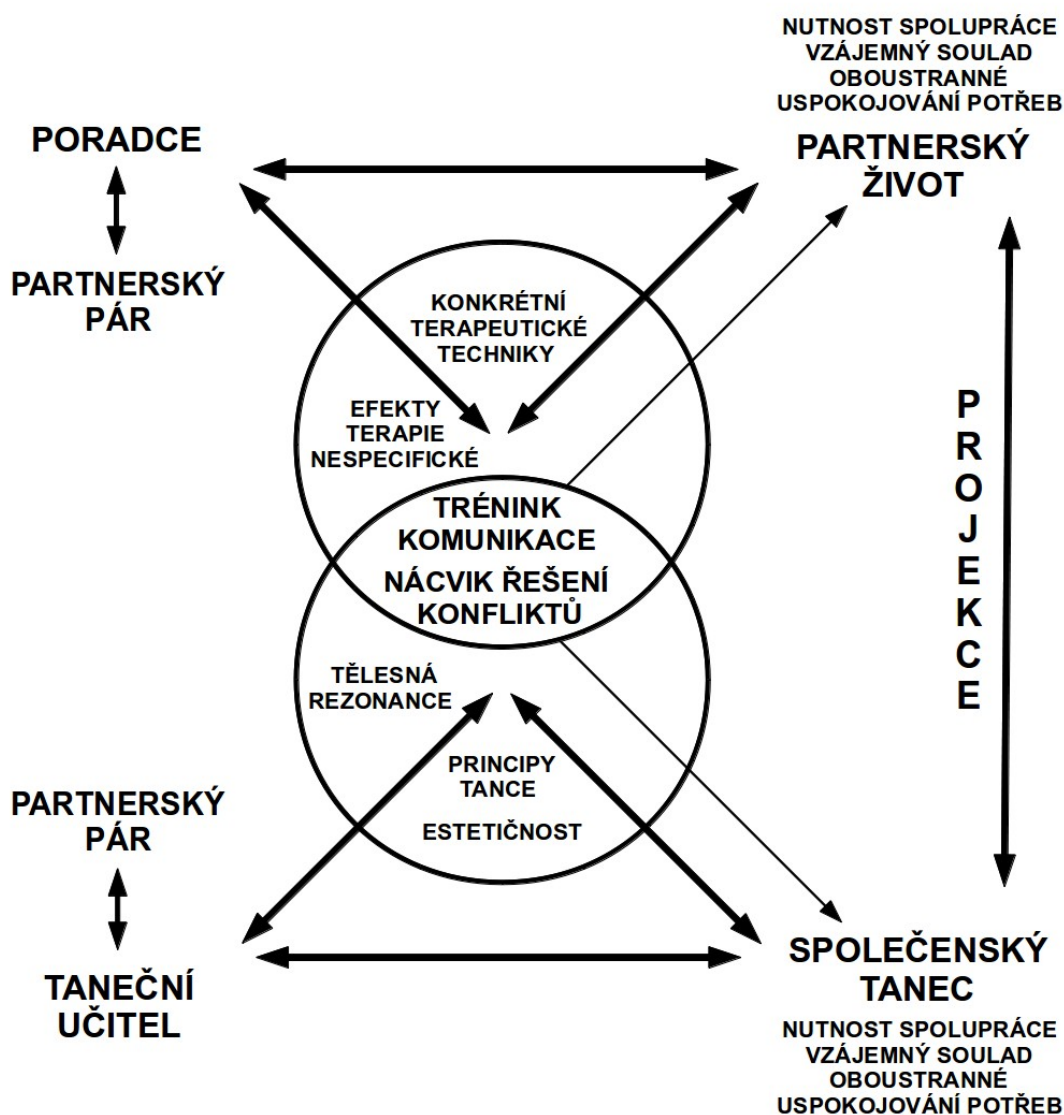 NUTNOST SPOLUPRÁCE
VZÁJEMNÝ SOULAD
OBOUSTRANNÉ
USPOKOJOVÁNÍ POTŘEB
PARTNERSKÝ
ŽIVOT
PORADCE
PARTNERSKÝ
PÁR
KONKRÉTNÍ
TERAPEUTICKÉ
TECHNIKY
EFEKTY
TERAPIE
NESPECIFICKÉ
TRÉNINK
KOMUNIKACE
NÁCVIK ŘEŠENÍ
KONFLIKTŮ
PROJEKCE
TĚLESNÁ
REZONANCE
PRINCIPY
TANCE
ESTETIČNOST
PARTNERSKÝ
PÁR
TANEČNÍ
UČITEL
SPOLEČENSKÝ
TANEC
NUTNOST SPOLUPRÁCE
VZÁJEMNÝ SOULAD
OBOUSTRANNÉ
USPOKOJOVÁNÍ POTŘEB